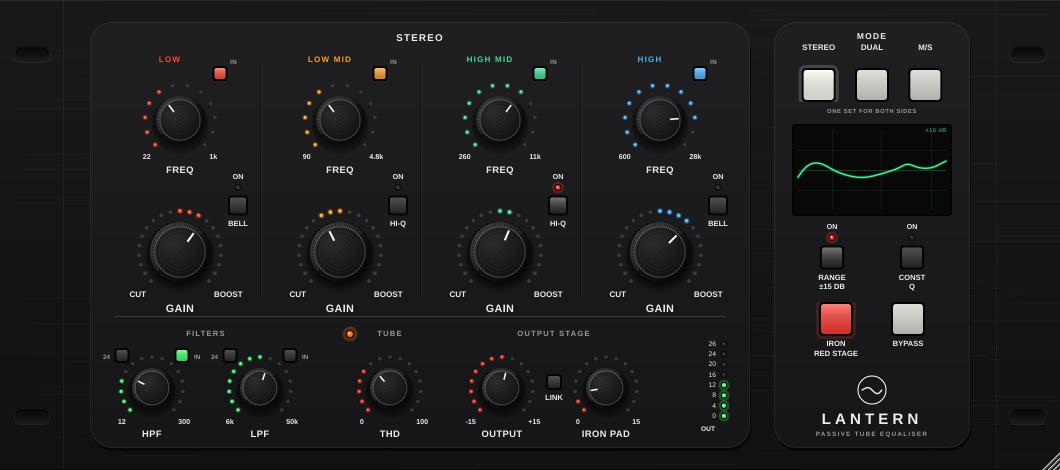 STEREO
LOW IN
LOW MID IN
HIGH MID IN
HIGH IN
22 1k
90 4.8k
260 11k
600 28k
FREQ FREQ FREQ FREQ
ON ON ON ON
BELL HI-Q HI-Q BELL
CUT BOOST CUT BOOST CUT BOOST CUT BOOST
GAIN GAIN GAIN GAIN
FILTERS TUBE OUTPUT STAGE
24 IN 24 IN
12 300 6k 50k 0 100 -15 +15 0 15
LINK
HPF LPF THD OUTPUT IRON PAD
26
24
20
16
12
8
4
0
OUT
MODE
STEREO DUAL M/S
ONE SET FOR BOTH SIDES
±16 dB
ON ON
RANGE
±15 DB
CONST
Q
IRON
RED STAGE
BYPASS
LANTERN
PASSIVE TUBE EQUALISER